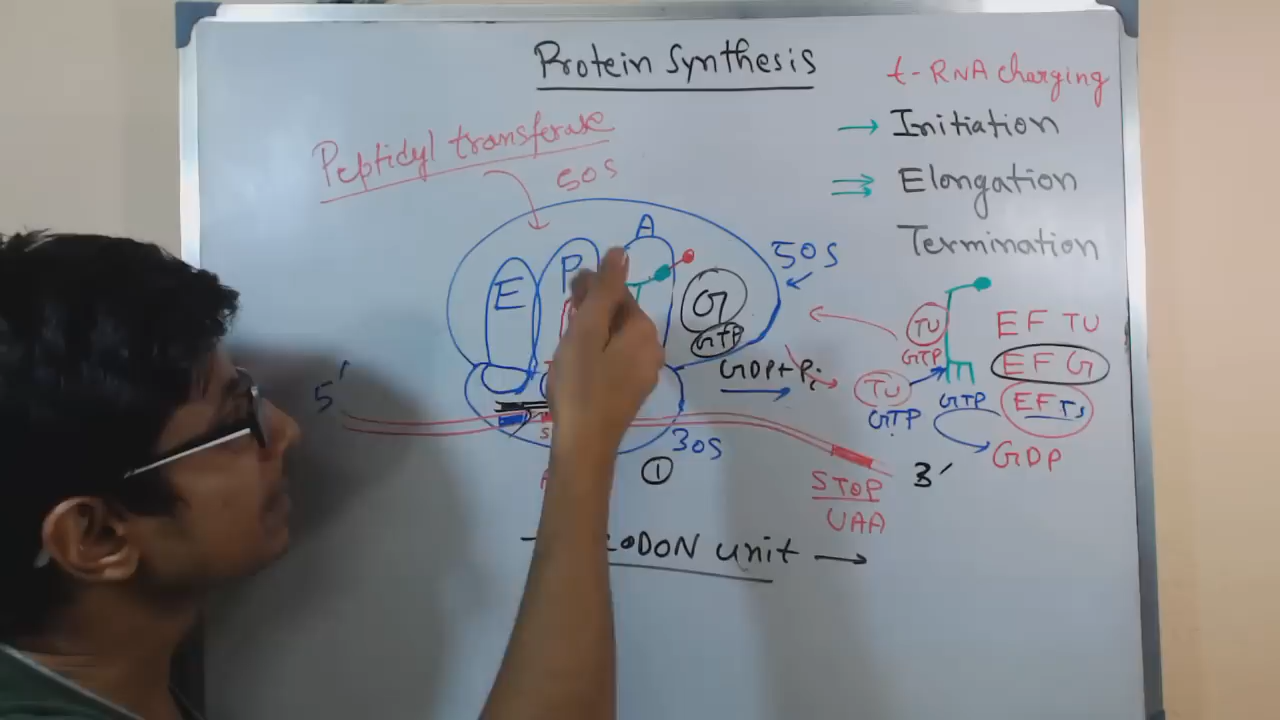 Protein Synthesis
t-RNA charging
→ Initiation
Elongation
Termination
Peptidyl transferase
50S
A
E
P
G
GTP
50S
GDP+Pi
TU
GTP
TU
GTP
GTP
EF TU
EF G
EF Ts
GDP
5'
30S
1
STOP
UAA
3'
CODON unit →